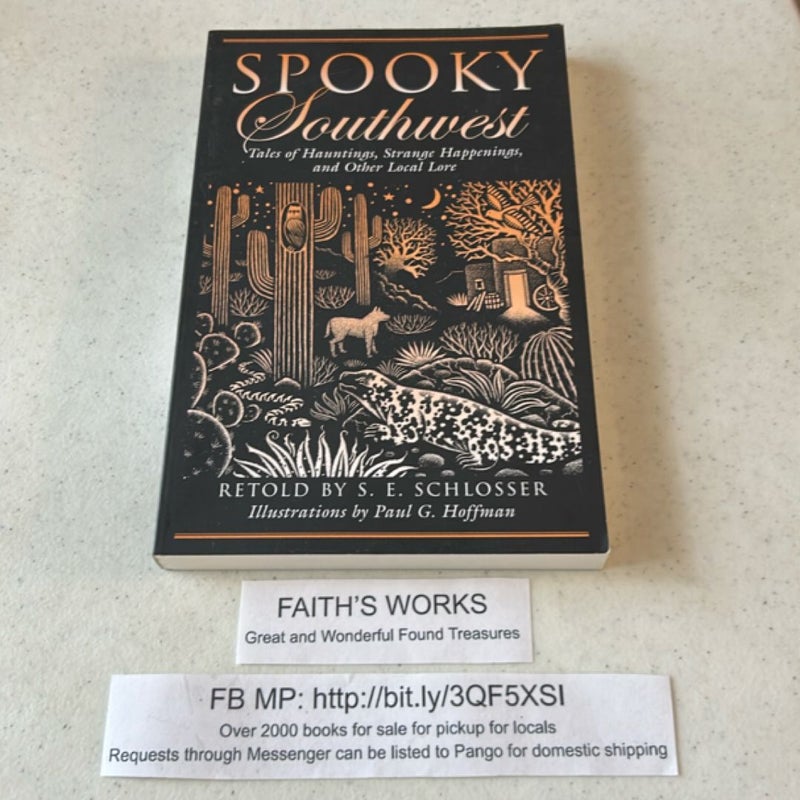 SPOOKY
Southwest
Tales of Hauntings, Strange Happenings,
and Other Local Lore
RETOLD BY S. E. SCHLOSSER
Illustrations by Paul G. Hoffman
FAITH'S WORKS
Great and Wonderful Found Treasures
FB MP: http://bit.ly/3QF5XSI
Over 2000 books for sale for pickup for locals
Requests through Messenger can be listed to Pango for domestic shipping